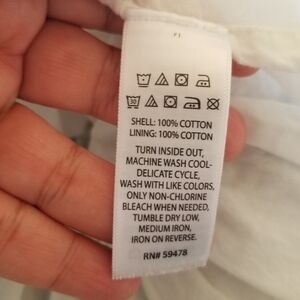 30
SHELL: 100% COTTON
LINING: 100% COTTON
TURN INSIDE OUT,
MACHINE WASH COOL-
DELICATE CYCLE,
WASH WITH LIKE COLORS,
ONLY NON-CHLORINE
BLEACH WHEN NEEDED,
TUMBLE DRY LOW,
MEDIUM IRON,
IRON ON REVERSE.
RN# 59478